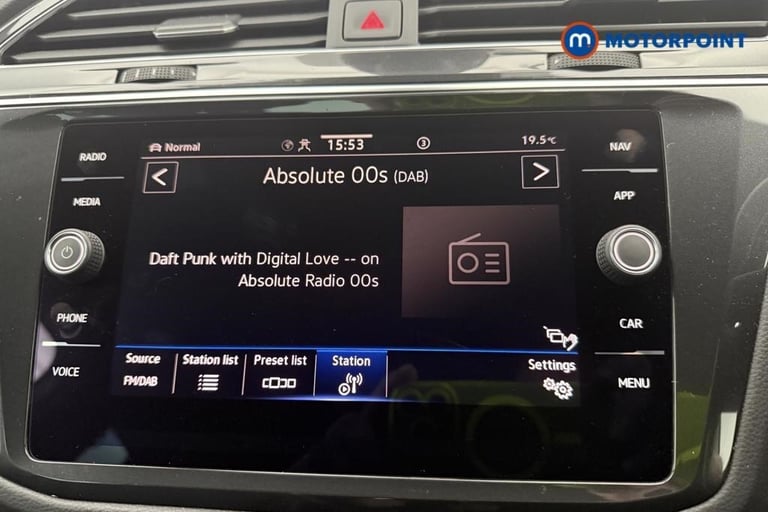 m MOTORPOINT
RADIO
MEDIA
PHONE
VOICE
Normal
15:53
3
19.5°C
< Absolute 00s (DAB) >
Daft Punk with Digital Love -- on
Absolute Radio 00s
Source
FM/DAB
Station list
Preset list
Station
Settings
NAV
APP
CAR
MENU